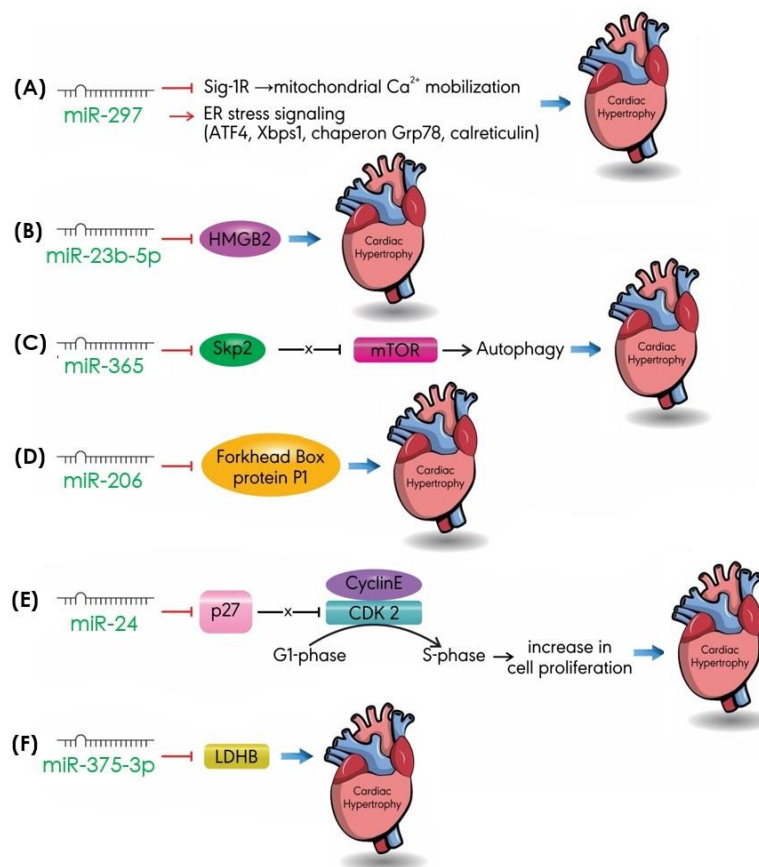 (A)
miR-297
Sig-1R →mitochondrial Ca²⁺ mobilization
ER stress signaling
(ATF4, Xbps1, chaperon Grp78, calreticulin)
Cardiac
Hypertrophy
(B)
miR-23b-5p
HMGB2
Cardiac
Hypertrophy
(C)
miR-365
Skp2
x
mTOR
Autophagy
Cardiac
Hypertrophy
(D)
miR-206
Forkhead Box
protein P1
Cardiac
Hypertrophy
(E)
miR-24
p27
x
CyclinE
CDK 2
G1-phase
S-phase
increase in
cell proliferation
Cardiac
Hypertrophy
(F)
miR-375-3p
LDHB
Cardiac
Hypertrophy